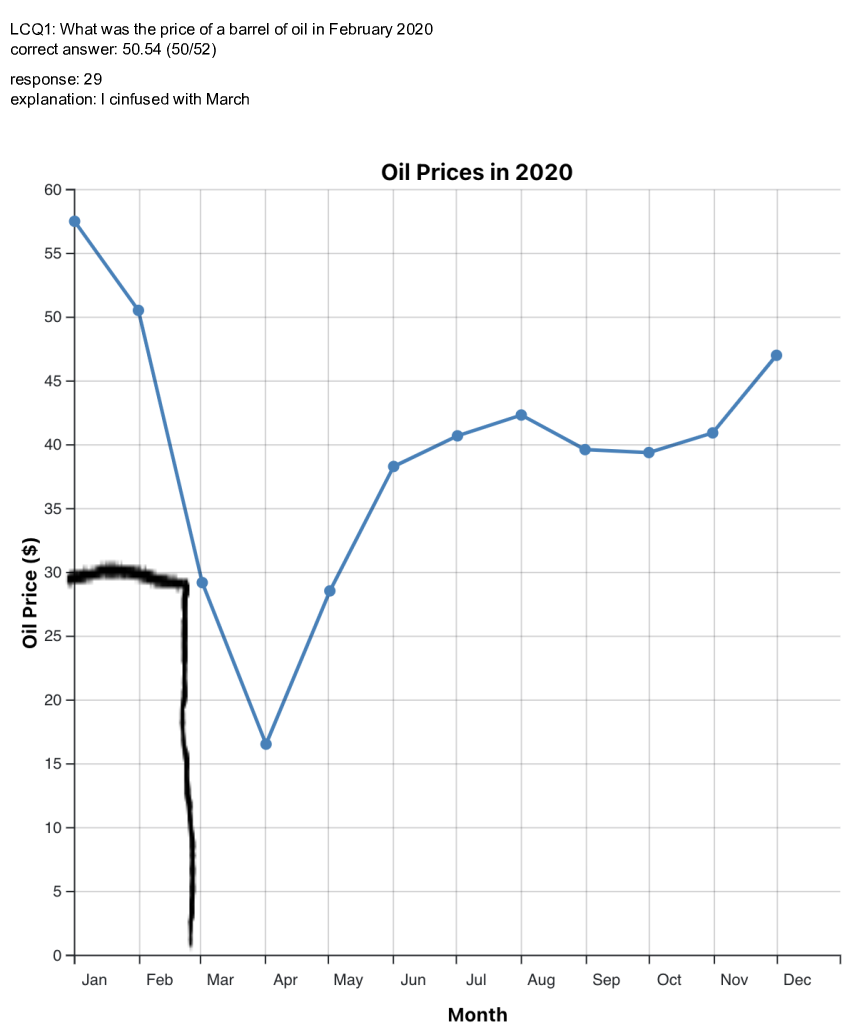 LCQ1: What was the price of a barrel of oil in February 2020
correct answer: 50.54 (50/52)
response: 29
explanation: I cinfused with March
Oil Prices in 2020
60
55
50
45
40
35
30
25
20
15
10
5
0
Oil Price ($)
Jan Feb Mar Apr May Jun Jul Aug Sep Oct Nov Dec
Month